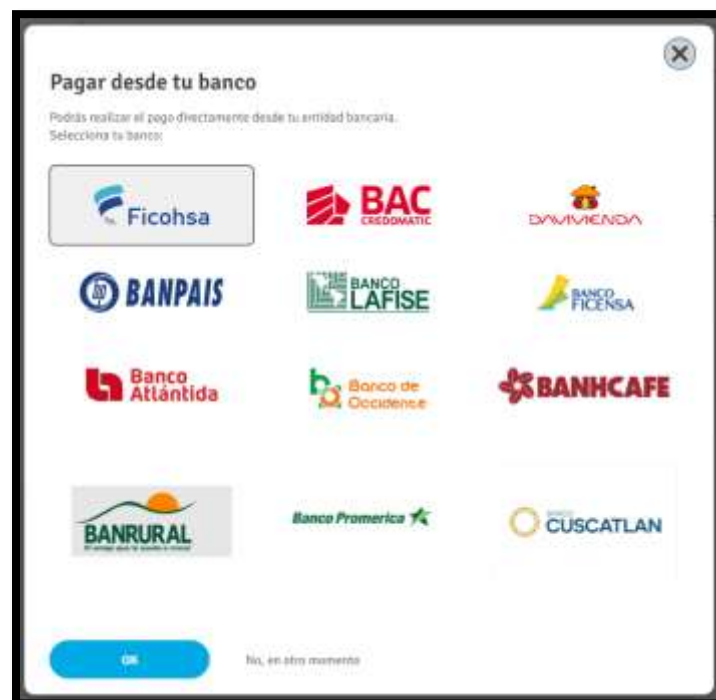 Pagar desde tu banco
Podrás realizar el pago directamente desde tu entidad bancaria.
Selecciona tu banco:
Ficohsa
BAC
CREDOMATIC
DAVIVIENDA
BANPAIS
BANCO
LAFISE
BANCO
FICENSA
Banco
Atlántida
Banco de
Occidente
BANHCAFE
BANRURAL
Banco Promerica
BANCO
CUSCATLAN
OK
No, en otro momento